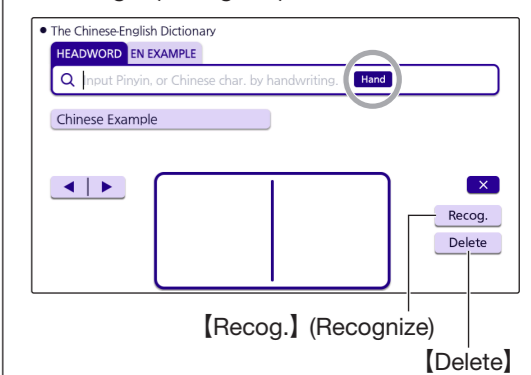 The Chinese-English Dictionary
HEADWORD EN EXAMPLE
Input Pinyin, or Chinese char. by handwriting. Hand
Chinese Example
Recog.
Delete
【Recog.】(Recognize)
【Delete】